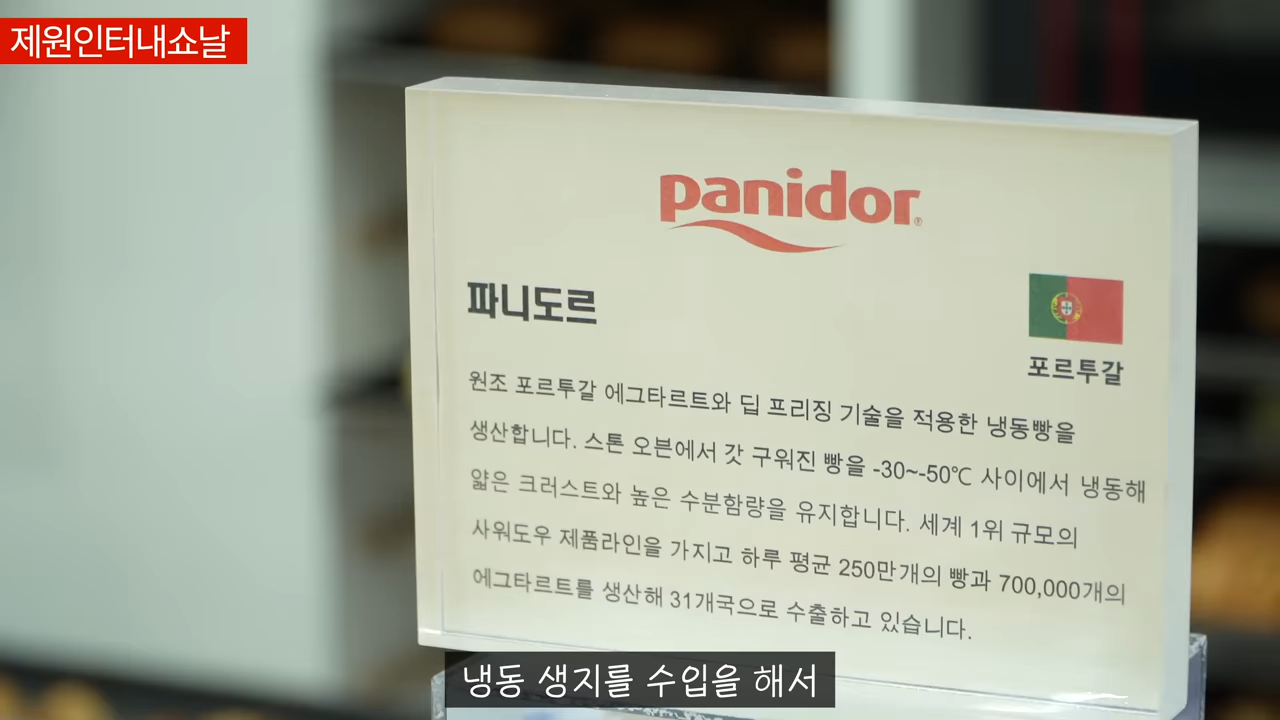 제원인터내쇼날
panidor®
파니도르
포르투갈
원조 포르투갈 에그타르트와 딥 프리징 기술을 적용한 냉동빵을
생산합니다. 스톤 오븐에서 갓 구워진 빵을 -30~-50℃ 사이에서 냉동해
얇은 크러스트와 높은 수분함량을 유지합니다. 세계 1위 규모의
사워도우 제품라인을 가지고 하루 평균 250만개의 빵과 700,000개의
에그타르트를 생산해 31개국으로 수출하고 있습니다.
냉동 생지를 수입을 해서